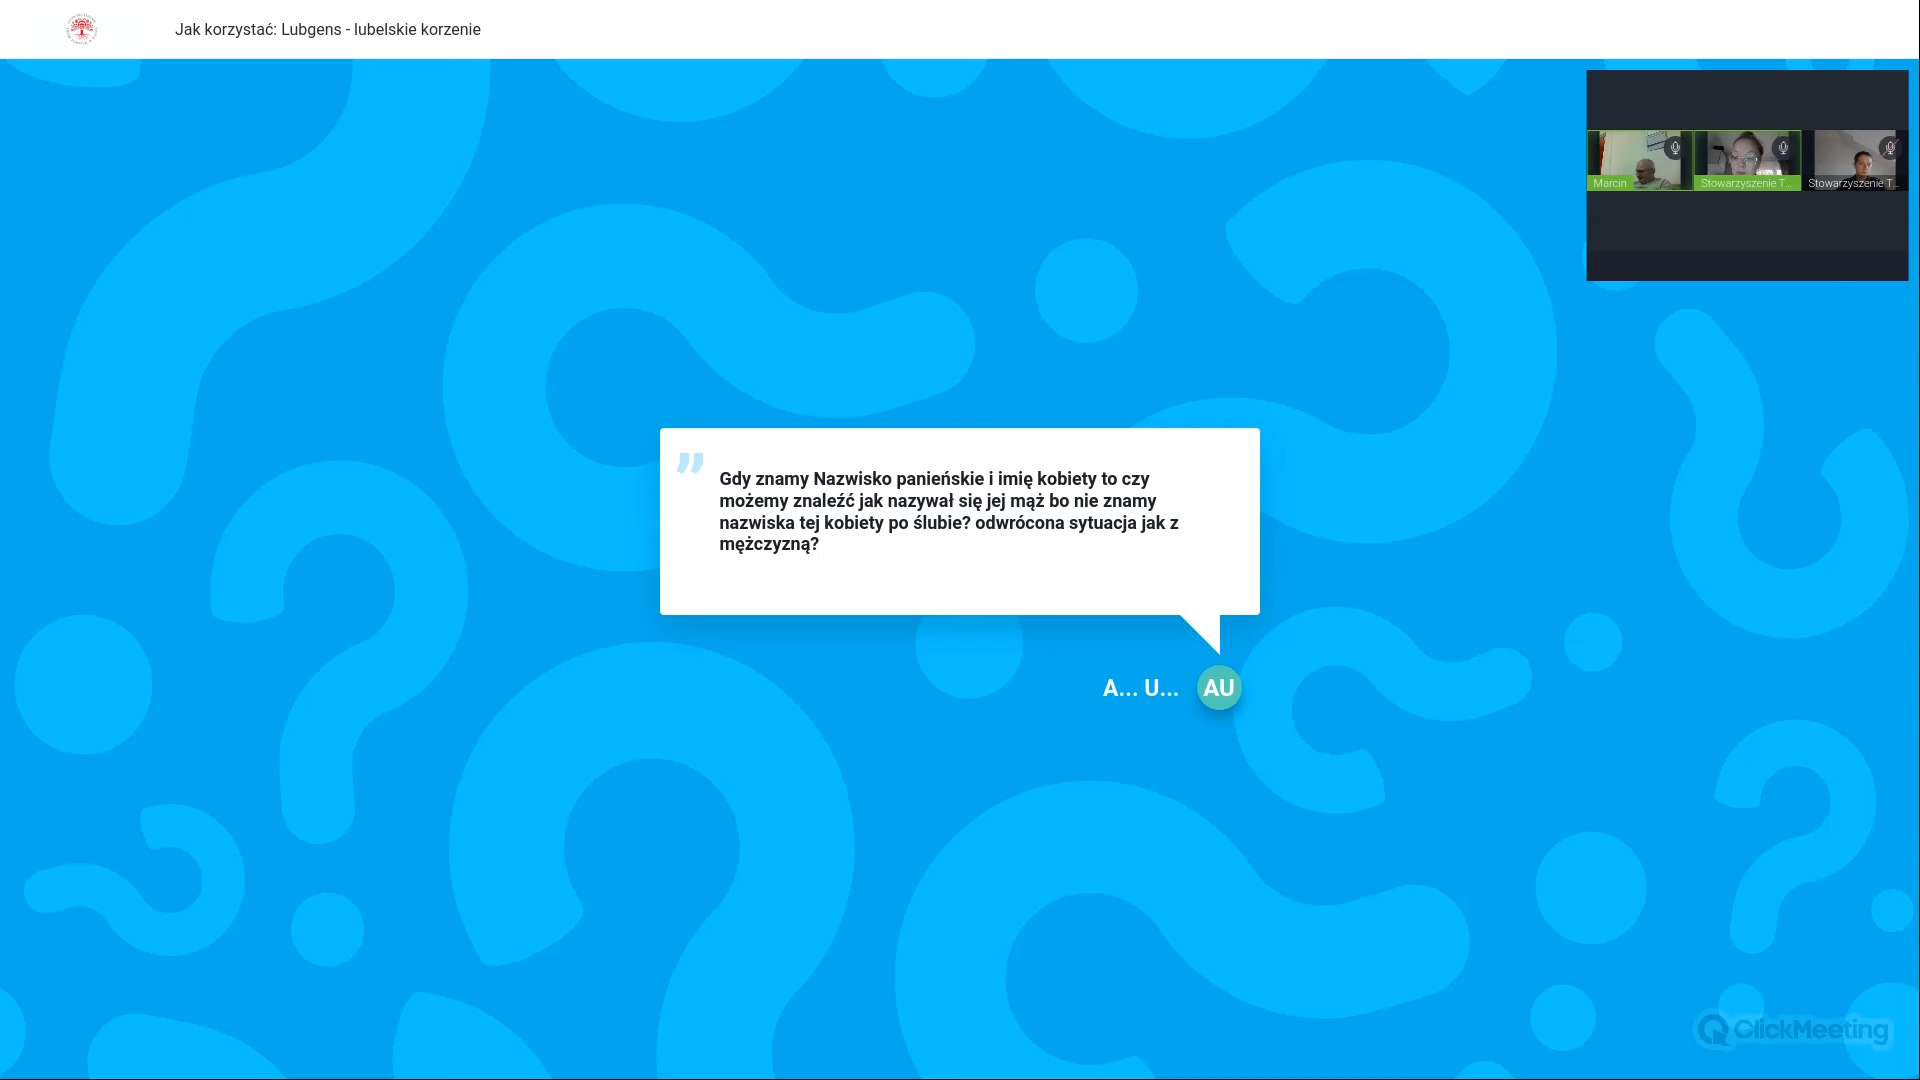 Jak korzystać: Lubgens - lubelskie korzenie
Marcin
Stowarzyszenie T...
Stowarzyszenie T...
Gdy znamy Nazwisko panieńskie i imię kobiety to czy
możemy znaleźć jak nazywał się jej mąż bo nie znamy
nazwiska tej kobiety po ślubie? odwrócona sytuacja jak z
mężczyzną?
A... U...
AU
ClickMeeting